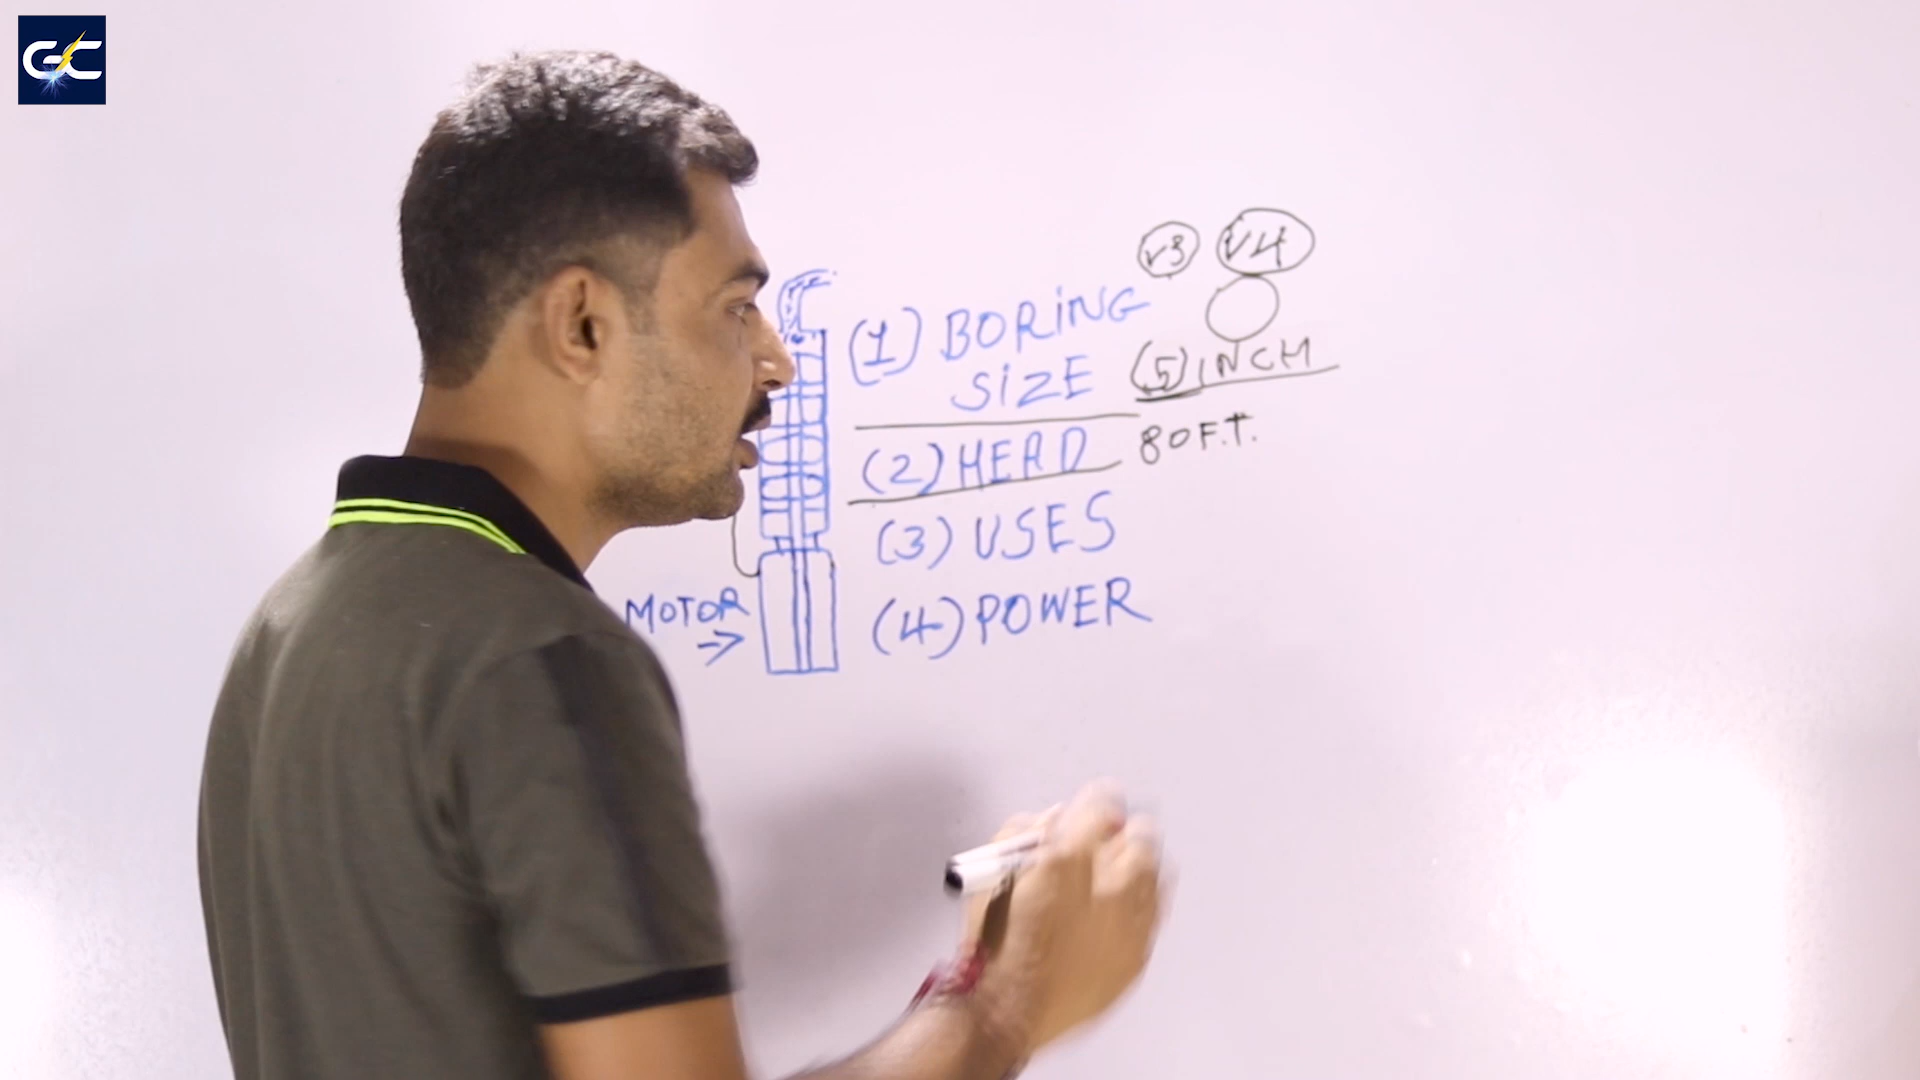 GC
V3 V4
(1) BORING
SIZE (5) INCH
(2) HEAD 80 F.T.
(3) USES
(4) POWER
MOTOR